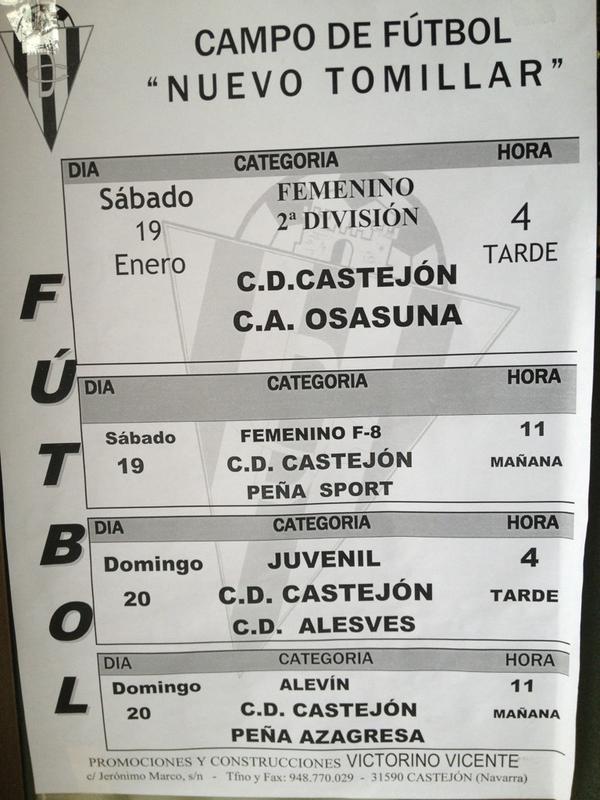 CAMPO DE FÚTBOL
“NUEVO TOMILLAR”
FÚTBOL
DIA CATEGORIA HORA
Sábado 19 Enero
FEMENINO
2ª DIVISIÓN
4 TARDE
C.D.CASTEJÓN
C.A. OSASUNA
DIA CATEGORIA HORA
Sábado FEMENINO F-8 11
19 C.D. CASTEJÓN MAÑANA
PEÑA SPORT
DIA CATEGORIA HORA
Domingo JUVENIL 4
20 C.D. CASTEJÓN TARDE
C.D. ALESVES
DIA CATEGORIA HORA
Domingo ALEVÍN 11
20 C.D. CASTEJÓN MAÑANA
PEÑA AZAGRESA
PROMOCIONES Y CONSTRUCCIONES VICTORINO VICENTE
c/ Jerónimo Marco, s/n - Tfno y Fax: 948.770.029 - 31590 CASTEJÓN (Navarra)